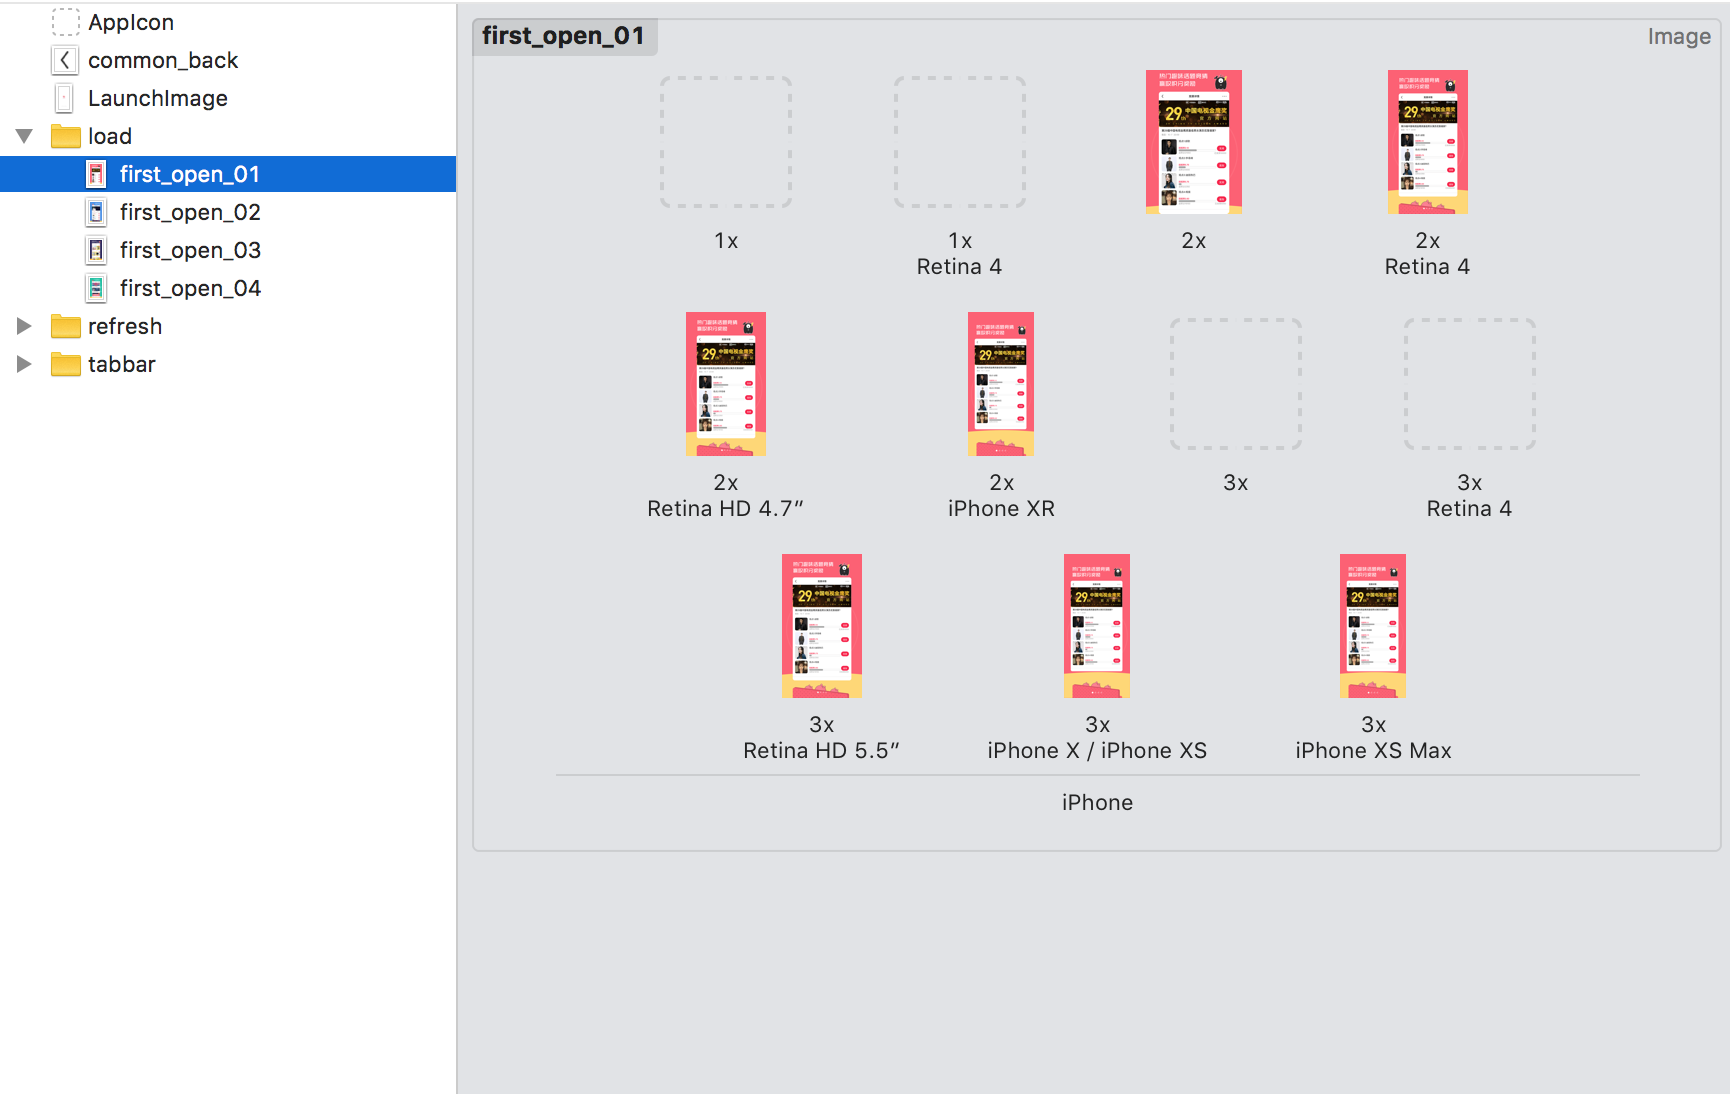 AppIcon
common_back
LaunchImage
load
first_open_01
first_open_02
first_open_03
first_open_04
refresh
tabbar
first_open_01
Image
1x
1x
Retina 4
2x
2x
Retina 4
2x
Retina HD 4.7”
2x
iPhone XR
3x
3x
Retina 4
3x
Retina HD 5.5”
3x
iPhone X / iPhone XS
3x
iPhone XS Max
iPhone